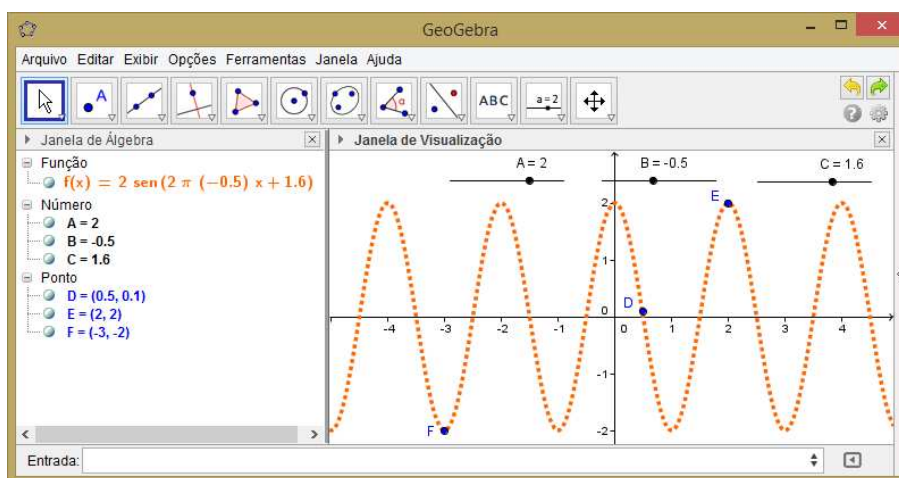 GeoGebra
Arquivo Editar Exibir Opções Ferramentas Janela Ajuda
A
α
ABC
a=2
?
Janela de Álgebra
Função
f(x) = 2 sen(2 π (−0.5) x + 1.6)
Número
A = 2
B = -0.5
C = 1.6
Ponto
D = (0.5, 0.1)
E = (2, 2)
F = (-3, -2)
Janela de Visualização
A = 2
B = -0.5
C = 1.6
E
2
1
D
0
-4 -3 -2 -1 0 1 2 3 4
-1
F
-2
Entrada: